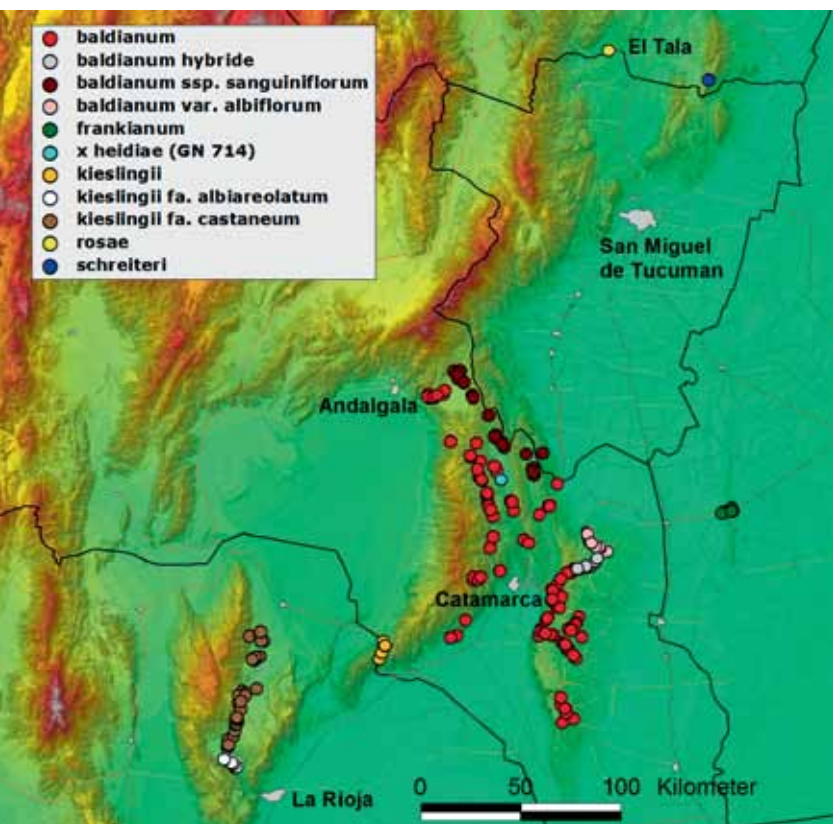 baldianum
baldianum hybride
baldianum ssp. sanguiniflorum
baldianum var. albiflorum
frankianum
x heidiae (GN 714)
kieslingii
kieslingii fa. albiareolatum
kieslingii fa. castaneum
rosae
schreiteri
El Tala
San Miguel
de Tucuman
Andalgala
Catamarca
La Rioja
0 50 100 Kilometer